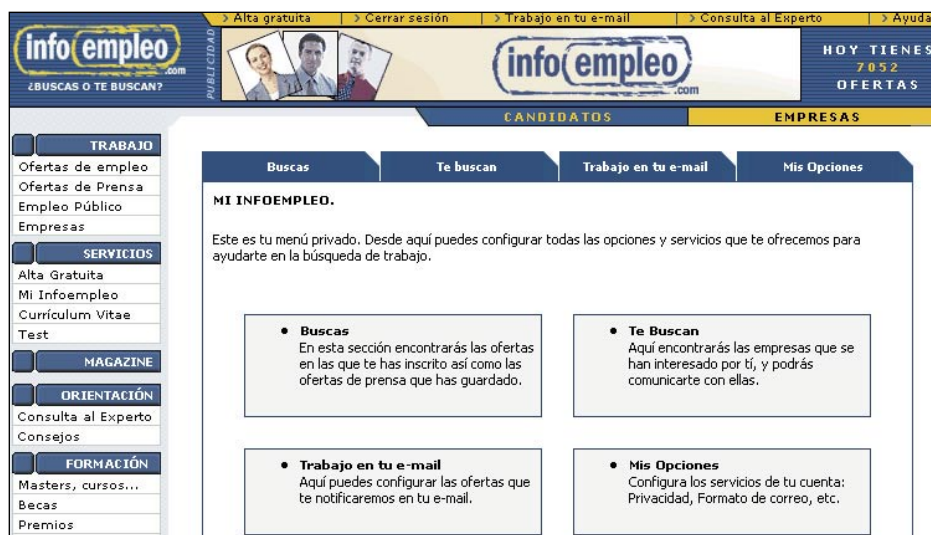 > Alta gratuita > Cerrar sesión > Trabajo en tu e-mail > Consulta al Experto > Ayuda
infoempleo.com
¿BUSCAS O TE BUSCAN?
PUBLICIDAD
infoempleo.com
HOY TIENES
7052
OFERTAS
CANDIDATOS EMPRESAS
TRABAJO
Ofertas de empleo
Ofertas de Prensa
Empleo Público
Empresas
SERVICIOS
Alta Gratuita
Mi Infoempleo
Currículum Vitae
Test
MAGAZINE
ORIENTACIÓN
Consulta al Experto
Consejos
FORMACIÓN
Masters, cursos...
Becas
Premios
Buscas Te buscan Trabajo en tu e-mail Mis Opciones
MI INFOEMPLEO.
Este es tu menú privado. Desde aquí puedes configurar todas las opciones y servicios que te ofrecemos para
ayudarte en la búsqueda de trabajo.
• Buscas
En esta sección encontrarás las ofertas
en las que te has inscrito así como las
ofertas de prensa que has guardado.
• Te Buscan
Aquí encontrarás las empresas que se
han interesado por tí, y podrás
comunicarte con ellas.
• Trabajo en tu e-mail
Aquí puedes configurar las ofertas que
te notificaremos en tu e-mail.
• Mis Opciones
Configura los servicios de tu cuenta:
Privacidad, Formato de correo, etc.